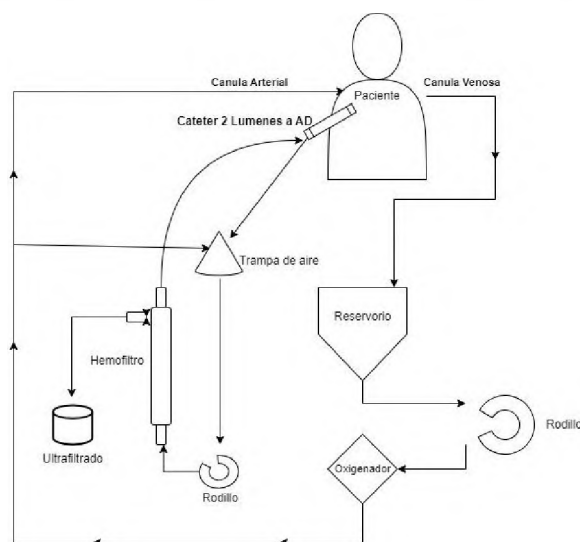 Canula Arterial
Canula Venosa
Paciente
Cateter 2 Lumenes a AD
Trampa de aire
Reservorio
Hemofiltro
Rodillo
Ultrafiltrado
Oxigenador
Rodillo